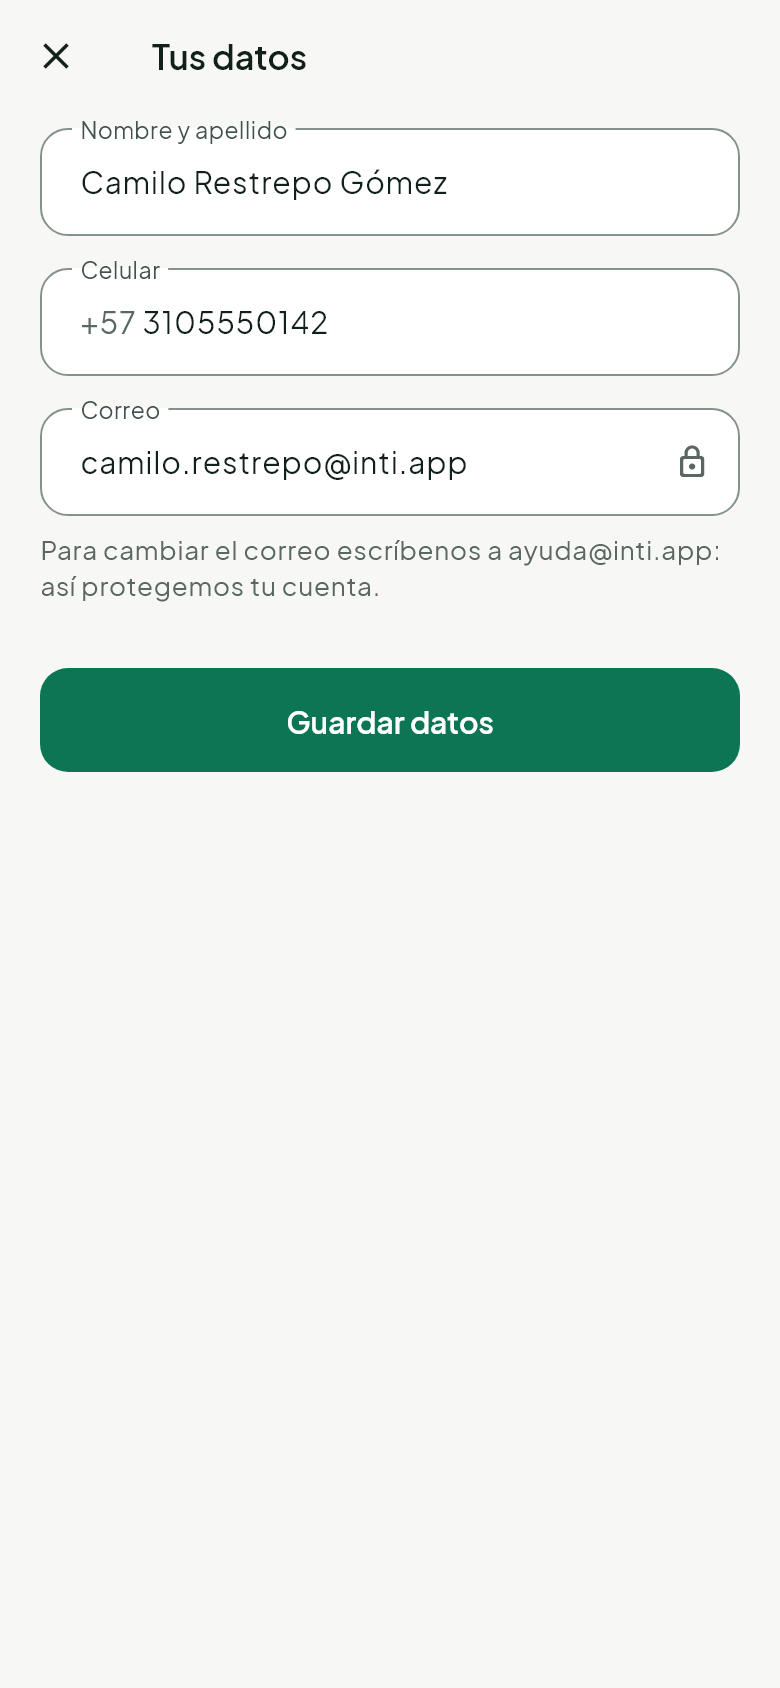 Tus datos
Nombre y apellido
Camilo Restrepo Gómez
Celular
+57 3105550142
Correo
camilo.restrepo@inti.app
Para cambiar el correo escríbenos a ayuda@inti.app:
así protegemos tu cuenta.
Guardar datos